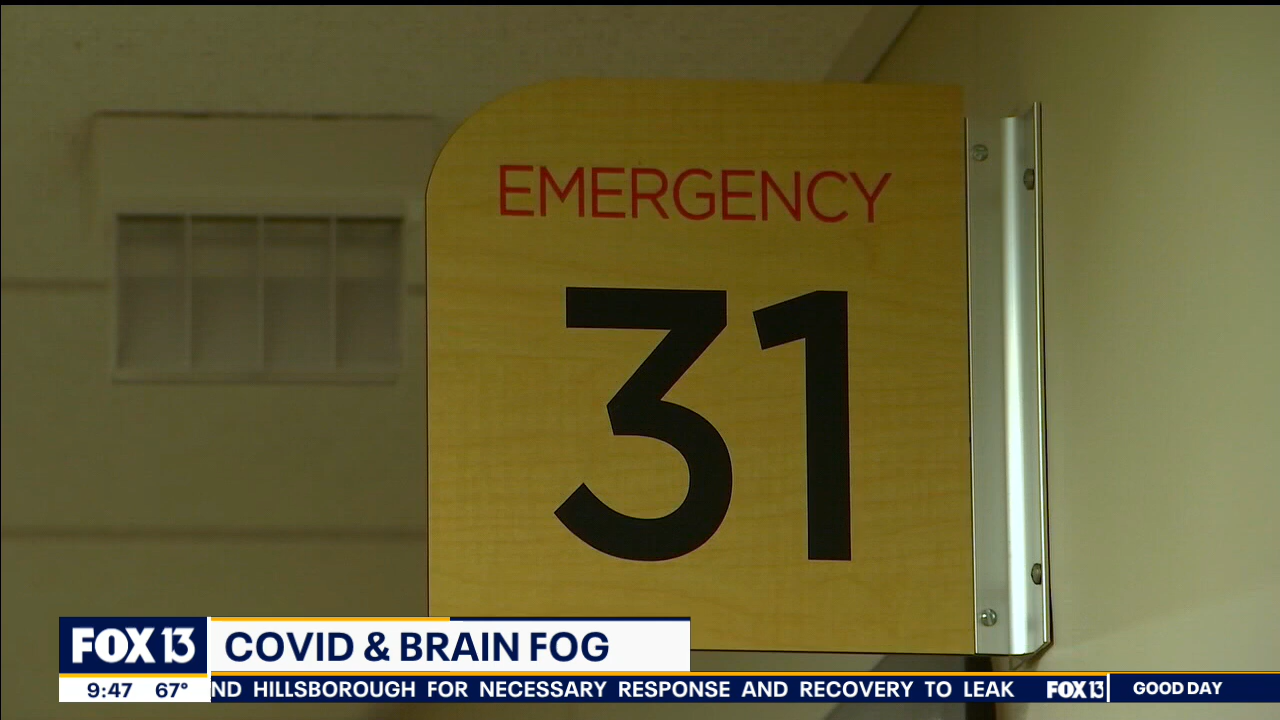 EMERGENCY
31
FOX 13
COVID & BRAIN FOG
9:47 67° ND HILLSBOROUGH FOR NECESSARY RESPONSE AND RECOVERY TO LEAK FOX 13 GOOD DAY